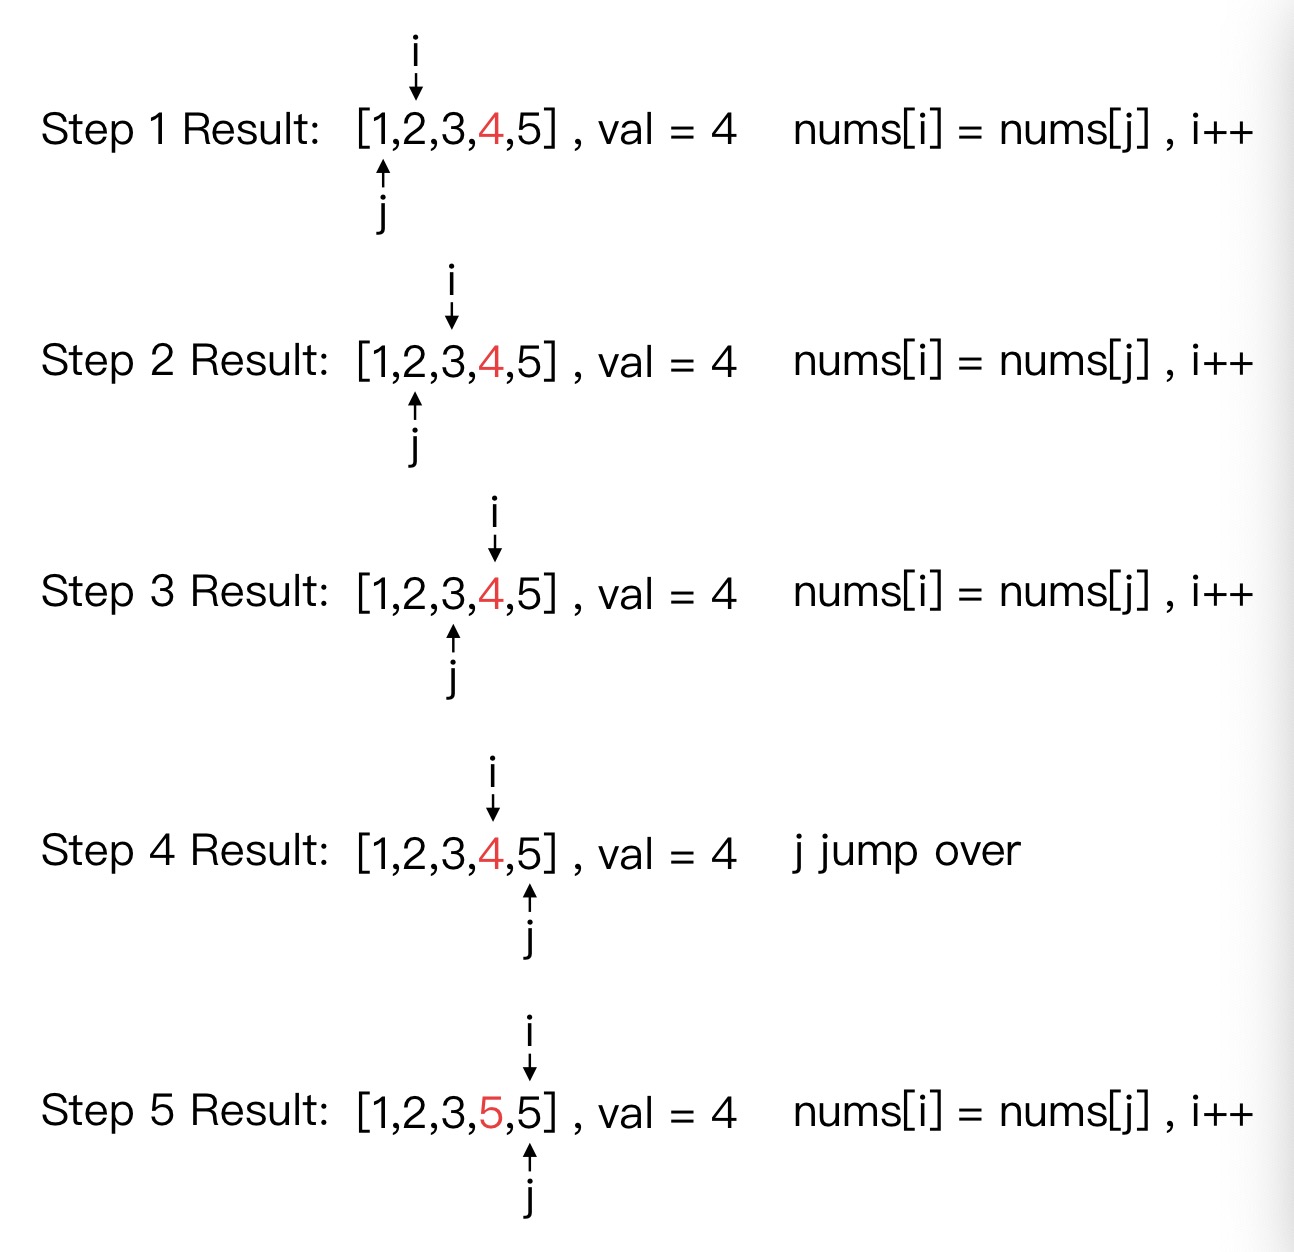 i
Step 1 Result: [1,2,3,4,5] , val = 4 nums[i] = nums[j] , i++
j
i
Step 2 Result: [1,2,3,4,5] , val = 4 nums[i] = nums[j] , i++
j
i
Step 3 Result: [1,2,3,4,5] , val = 4 nums[i] = nums[j] , i++
j
i
Step 4 Result: [1,2,3,4,5] , val = 4 j jump over
j
i
Step 5 Result: [1,2,3,5,5] , val = 4 nums[i] = nums[j] , i++
j